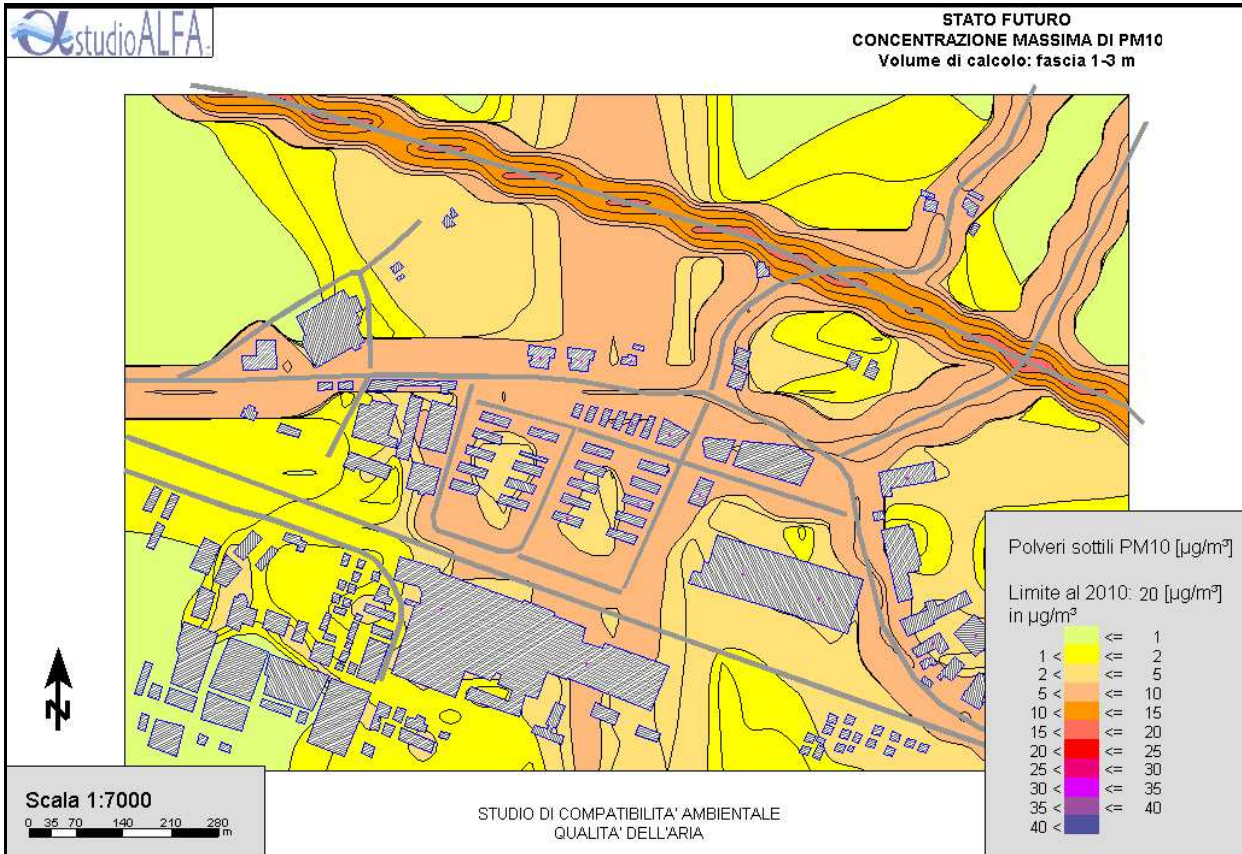 αstudioALFA
STATO FUTURO
CONCENTRAZIONE MASSIMA DI PM10
Volume di calcolo: fascia 1-3 m
Polveri sottili PM10 [µg/m³]
Limite al 2010: 20 [µg/m³]
in µg/m³
<= 1
1 < <= 2
2 < <= 5
5 < <= 10
10 < <= 15
15 < <= 20
20 < <= 25
25 < <= 30
30 < <= 35
35 < <= 40
40 <
N
Scala 1:7000
0 35 70 140 210 280
m
STUDIO DI COMPATIBILITA' AMBIENTALE
QUALITA' DELL'ARIA